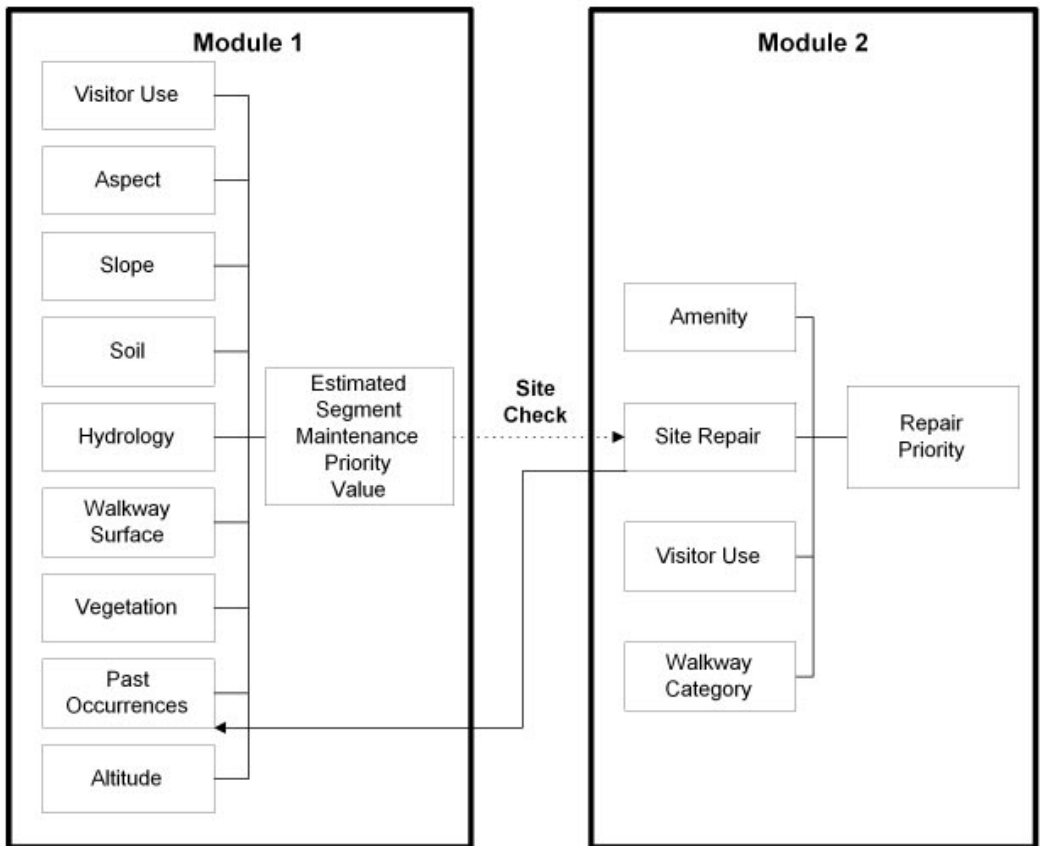 Module 1
Visitor Use
Aspect
Slope
Soil
Hydrology
Walkway
Surface
Vegetation
Past
Occurrences
Altitude
Estimated
Segment
Maintenance
Priority
Value
Site
Check
Module 2
Amenity
Site Repair
Visitor Use
Walkway
Category
Repair
Priority